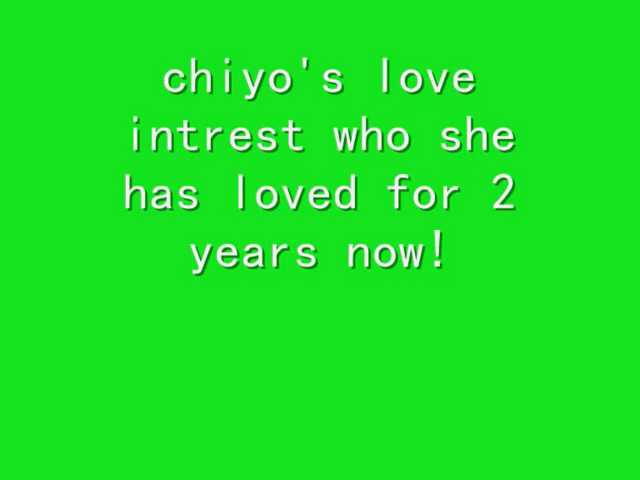 chiyo's love
intrest who she
has loved for 2
years now!